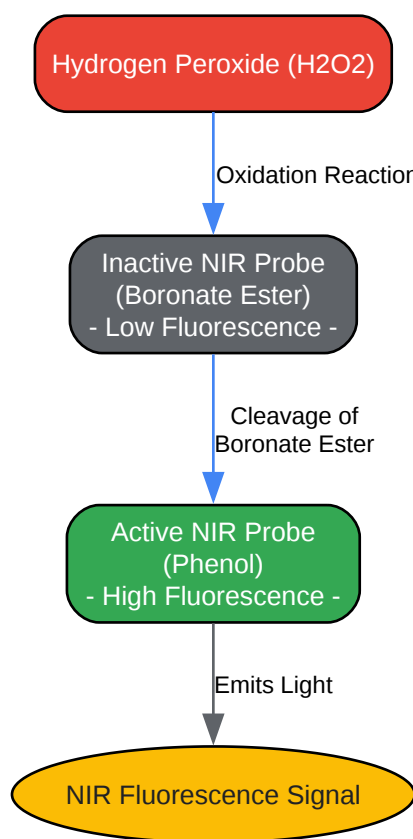 Hydrogen Peroxide (H2O2)
Oxidation Reaction
Inactive NIR Probe
(Boronate Ester)
- Low Fluorescence -
Cleavage of
Boronate Ester
Active NIR Probe
(Phenol)
- High Fluorescence -
Emits Light
NIR Fluorescence Signal